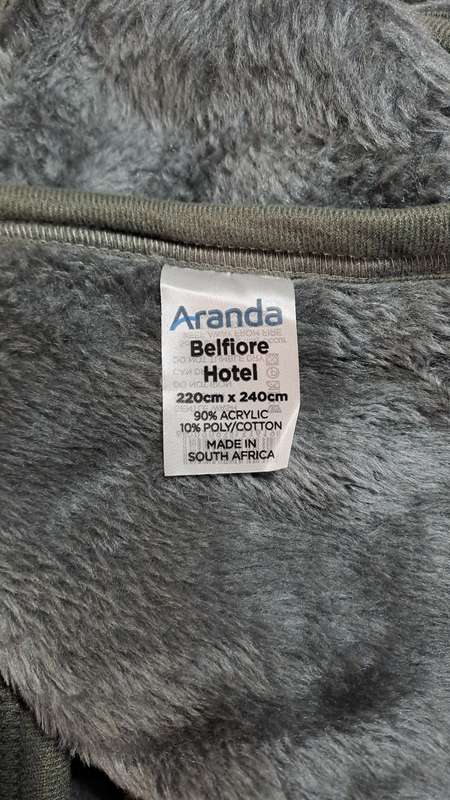 Aranda
Belfiore
Hotel
220cm x 240cm
90% ACRYLIC
10% POLY/COTTON
MADE IN
SOUTH AFRICA